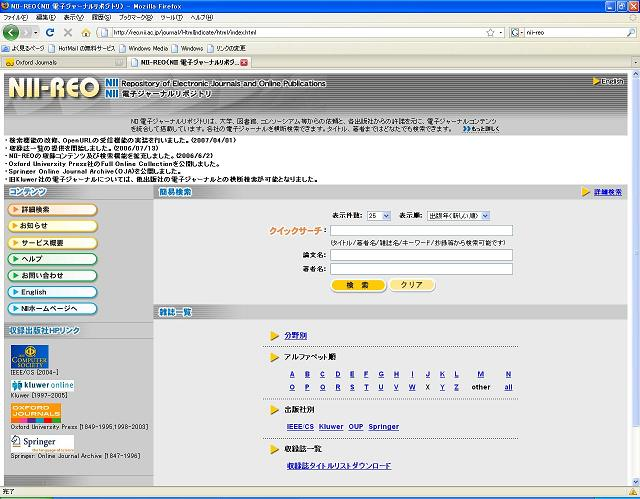 NII-REO(NII 電子ジャーナルリポジトリ) - Mozilla Firefox
ファイル(F) 編集(E) 表示(V) 履歴(S) ブックマーク(B) ツール(T) ヘルプ(H)
http://reo.nii.ac.jp/journal/HtmlIndicate/html/index.html
nii-reo
よく見るページ HotMail の無料サービス Windows Media Windows リンクの変更
Oxford Journals
NII-REO(NII 電子ジャーナルリポジ...
NII-REO
NII Repository of Electronic Journals and Online Publications
NII 電子ジャーナルリポジトリ
English
NII 電子ジャーナルリポジトリは、大学、図書館、コンソーシアム等からの依頼と、各出版社からの許諾を元に、電子ジャーナルコンテンツ
を統合して搭載しています。各社の電子ジャーナルを横断検索できます。タイトル、著者まではどなたでも検索できます。 もっと詳しく
・検索機能の改修、OpenURLの受信機能の実装を行いました。(2007/04/01)
・収録誌一覧の提供を開始しました。(2006/07/13)
・NII-REOの収録コンテンツ及び検索機能を拡充しました。(2006/6/2)
・Oxford University Press社のFull Online Collectionを公開しました。
・Springer Online Journal Archive(OJA)を公開しました。
・旧Kluwer社の電子ジャーナルについては、他出版社の電子ジャーナルとの横断検索が可能となりました。
コンテンツ
詳細検索
お知らせ
サービス概要
ヘルプ
お問い合わせ
English
NIIホームページへ
収録出版社HPリンク
COMPUTER SOCIETY
IEEE/CS [2004-]
kluwer online
Kluwer [1997-2005]
OXFORD JOURNALS
Oxford University Press [1849-1995,1998-2003]
Springer
the language of science
Springer: Online Journal Archive [1847-1996]
簡易検索
詳細検索
表示件数: 25 表示順: 出版年(新しい順)
クイックサーチ:
(タイトル/著者名/雑誌名/キーワード/抄録等から検索可能です)
論文名:
著者名:
検 索
クリア
雑誌一覧
分野別
アルファベット順
A B C D E F G H I J K L M N
O P Q R S T U V W X Y Z other all
出版社別
IEEE/CS Kluwer OUP Springer
収録誌一覧
収録誌タイトルリストダウンロード
完了